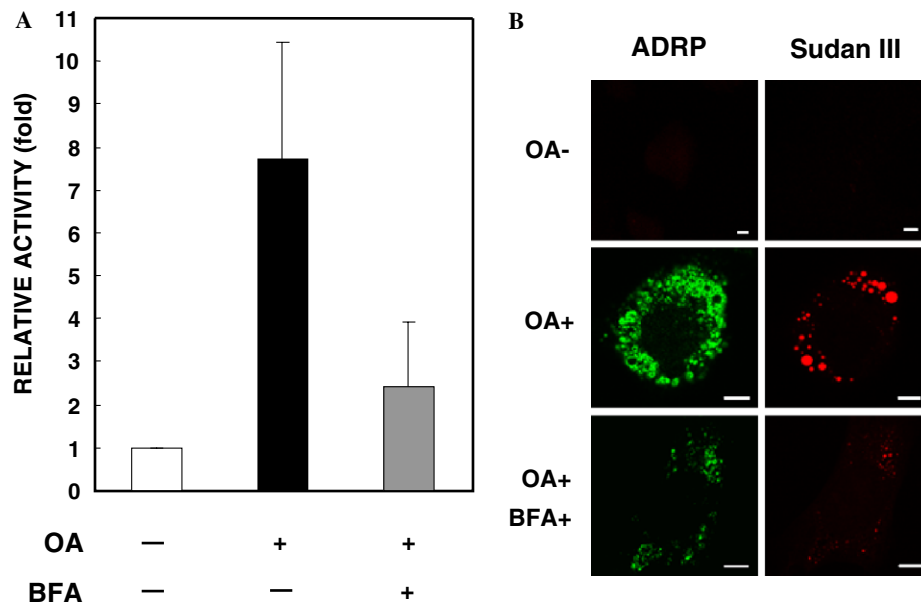 A
RELATIVE ACTIVITY (fold)
11
10
9
8
7
6
5
4
3
2
1
0
OA — + +
BFA — — +
B
ADRP Sudan III
OA-
OA+
OA+
BFA+